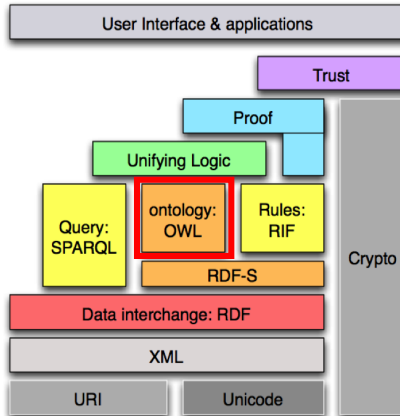 User Interface & applications
Trust
Proof
Unifying Logic
Query:
SPARQL
ontology:
OWL
Rules:
RIF
Crypto
RDF-S
Data interchange: RDF
XML
URI
Unicode